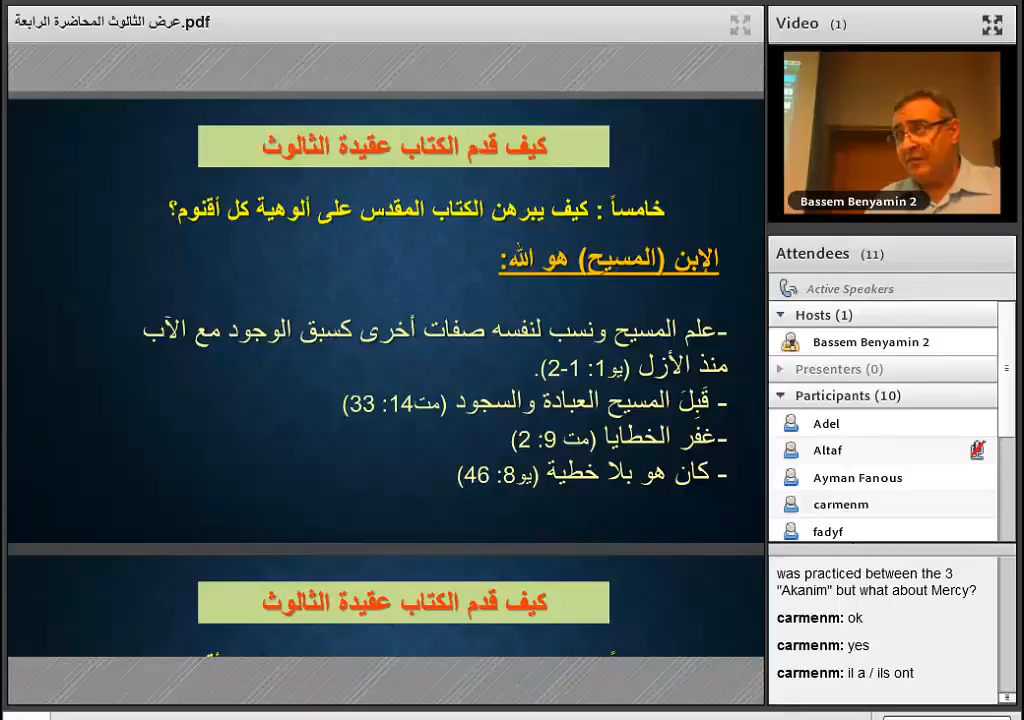 عرض الثالوث المحاضرة الرابعة.pdf
كيف قدم الكتاب عقيدة الثالوث
خامساً : كيف يبرهن الكتاب المقدس على ألوهية كل أقنوم؟
الإبن (المسيح) هو الله:
-علم المسيح ونسب لنفسه صفات أخرى كسبق الوجود مع الآب
منذ الأزل (يو1: 1-2).
- قَبِلَ المسيح العبادة والسجود (مت14: 33)
-غفر الخطايا (مت 9: 2)
- كان هو بلا خطية (يو8: 46)
كيف قدم الكتاب عقيدة الثالوث
Video (1)
Bassem Benyamin 2
Attendees (11)
Active Speakers
Hosts (1)
Bassem Benyamin 2
Presenters (0)
Participants (10)
Adel
Altaf
Ayman Fanous
carmenm
fadyf
was practiced between the 3
"Akanim" but what about Mercy?
carmenm: ok
carmenm: yes
carmenm: il a / ils ont